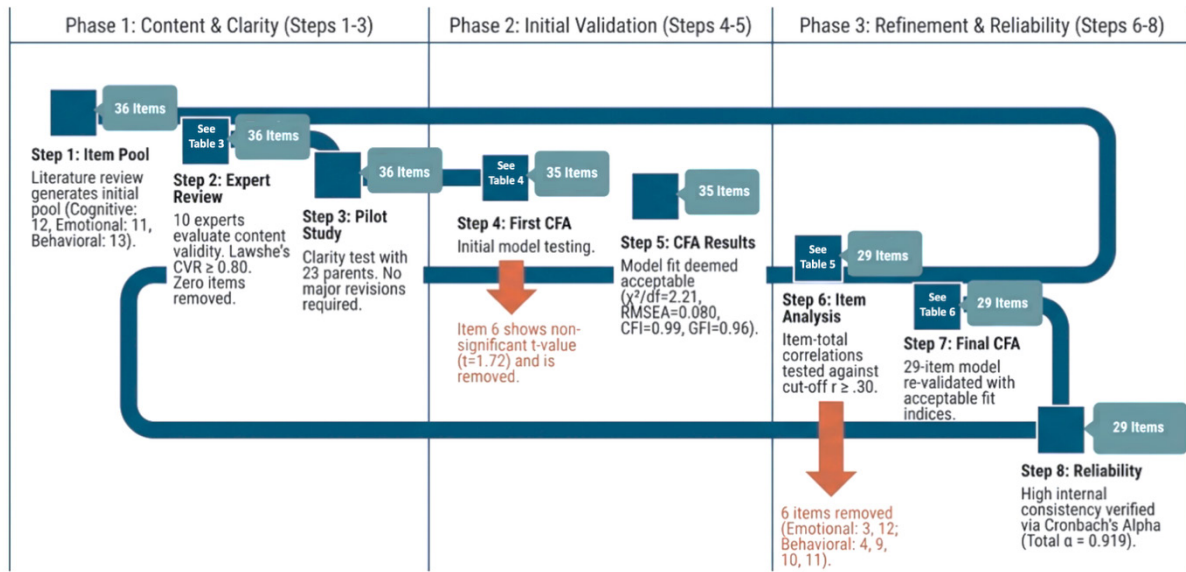 Phase 1: Content & Clarity (Steps 1-3)
Phase 2: Initial Validation (Steps 4-5)
Phase 3: Refinement & Reliability (Steps 6-8)
36 Items
Step 1: Item Pool
Literature review
generates initial
pool (Cognitive:
12, Emotional: 11,
Behavioral: 13).
See
Table 3
36 Items
Step 2: Expert
Review
10 experts
evaluate content
validity. Lawshe's
CVR ≥ 0.80.
Zero items
removed.
36 Items
Step 3: Pilot
Study
Clarity test with
23 parents. No
major revisions
required.
See
Table 4
35 Items
Step 4: First CFA
Initial model testing.
Item 6 shows non-
significant t-value
(t=1.72) and is
removed.
35 Items
Step 5: CFA Results
Model fit deemed
acceptable
(χ²/df=2.21,
RMSEA=0.080,
CFI=0.99, GFI=0.96).
See
Table 5
29 Items
Step 6: Item
Analysis
Item-total
correlations
tested against
cut-off r ≥ .30.
6 items removed
(Emotional: 3, 12;
Behavioral: 4, 9,
10, 11).
See
Table 6
29 Items
Step 7: Final CFA
29-item model
re-validated with
acceptable fit
indices.
29 Items
Step 8: Reliability
High internal
consistency verified
via Cronbach's Alpha
(Total α = 0.919).